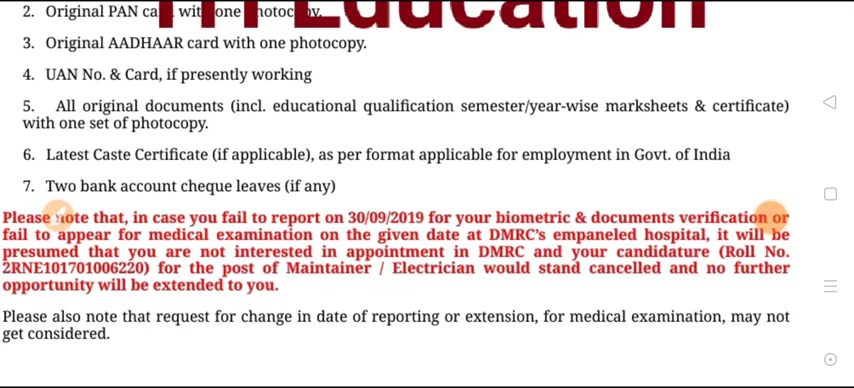 ITI Education
2. Original PAN card with one photocopy.
3. Original AADHAAR card with one photocopy.
4. UAN No. & Card, if presently working
5. All original documents (incl. educational qualification semester/year-wise marksheets & certificate)
with one set of photocopy.
6. Latest Caste Certificate (if applicable), as per format applicable for employment in Govt. of India
7. Two bank account cheque leaves (if any)
Please note that, in case you fail to report on 30/09/2019 for your biometric & documents verification or
fail to appear for medical examination on the given date at DMRC's empaneled hospital, it will be
presumed that you are not interested in appointment in DMRC and your candidature (Roll No.
2RNE101701006220) for the post of Maintainer / Electrician would stand cancelled and no further
opportunity will be extended to you.
Please also note that request for change in date of reporting or extension, for medical examination, may not
get considered.